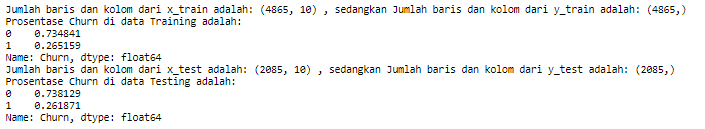 Jumlah baris dan kolom dari x_train adalah: (4865, 10) , sedangkan Jumlah baris dan kolom dari y_train adalah: (4865,)
Prosentase Churn di data Training adalah:
0    0.734841
1    0.265159
Name: Churn, dtype: float64
Jumlah baris dan kolom dari x_test adalah: (2085, 10) , sedangkan Jumlah baris dan kolom dari y_test adalah: (2085,)
Prosentase Churn di data Testing adalah:
0    0.738129
1    0.261871
Name: Churn, dtype: float64